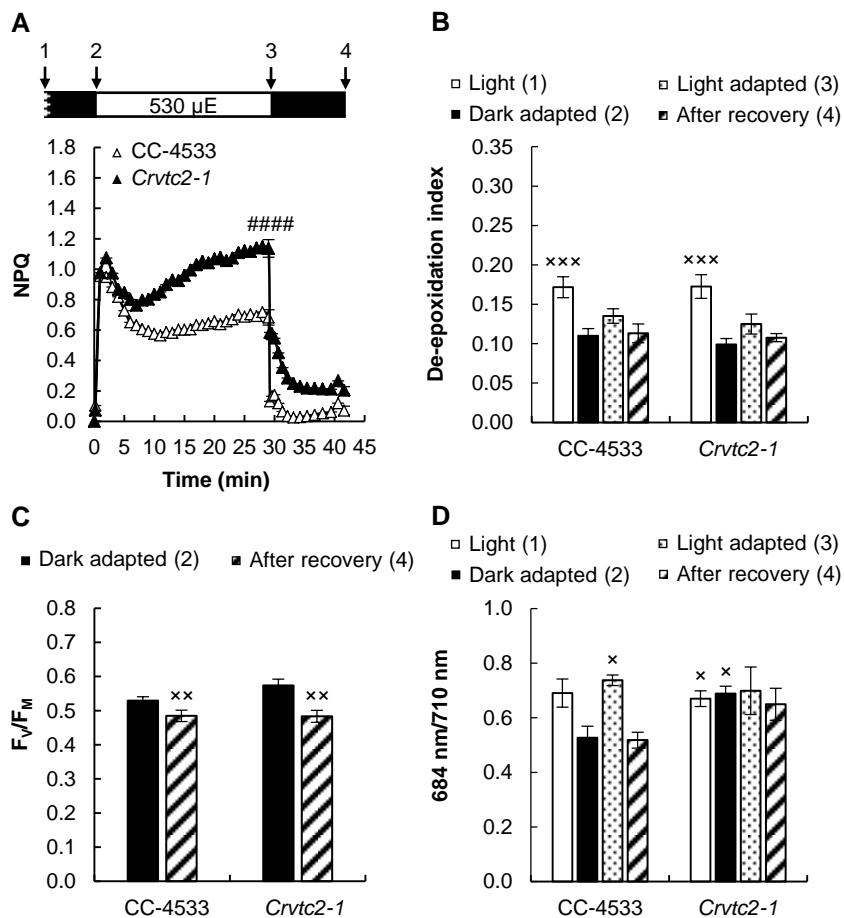 A
1 2 3 4
530 µE
△ CC-4533
▲ Crvtc2-1
####
1.8
1.6
1.4
1.2
1.0
0.8
0.6
0.4
0.2
0.0
NPQ
0 5 10 15 20 25 30 35 40 45
Time (min)
B
Light (1) Light adapted (3)
Dark adapted (2) After recovery (4)
0.35
0.30
0.25
0.20
0.15
0.10
0.05
0.00
De-epoxidation index
××× ×××
CC-4533 Crvtc2-1
C
Dark adapted (2) After recovery (4)
0.8
0.7
0.6
0.5
0.4
0.3
0.2
0.1
0.0
FV/FM
×× ××
CC-4533 Crvtc2-1
D
Light (1) Light adapted (3)
Dark adapted (2) After recovery (4)
1.0
0.8
0.6
0.4
0.2
0.0
684 nm/710 nm
× × ×
CC-4533 Crvtc2-1